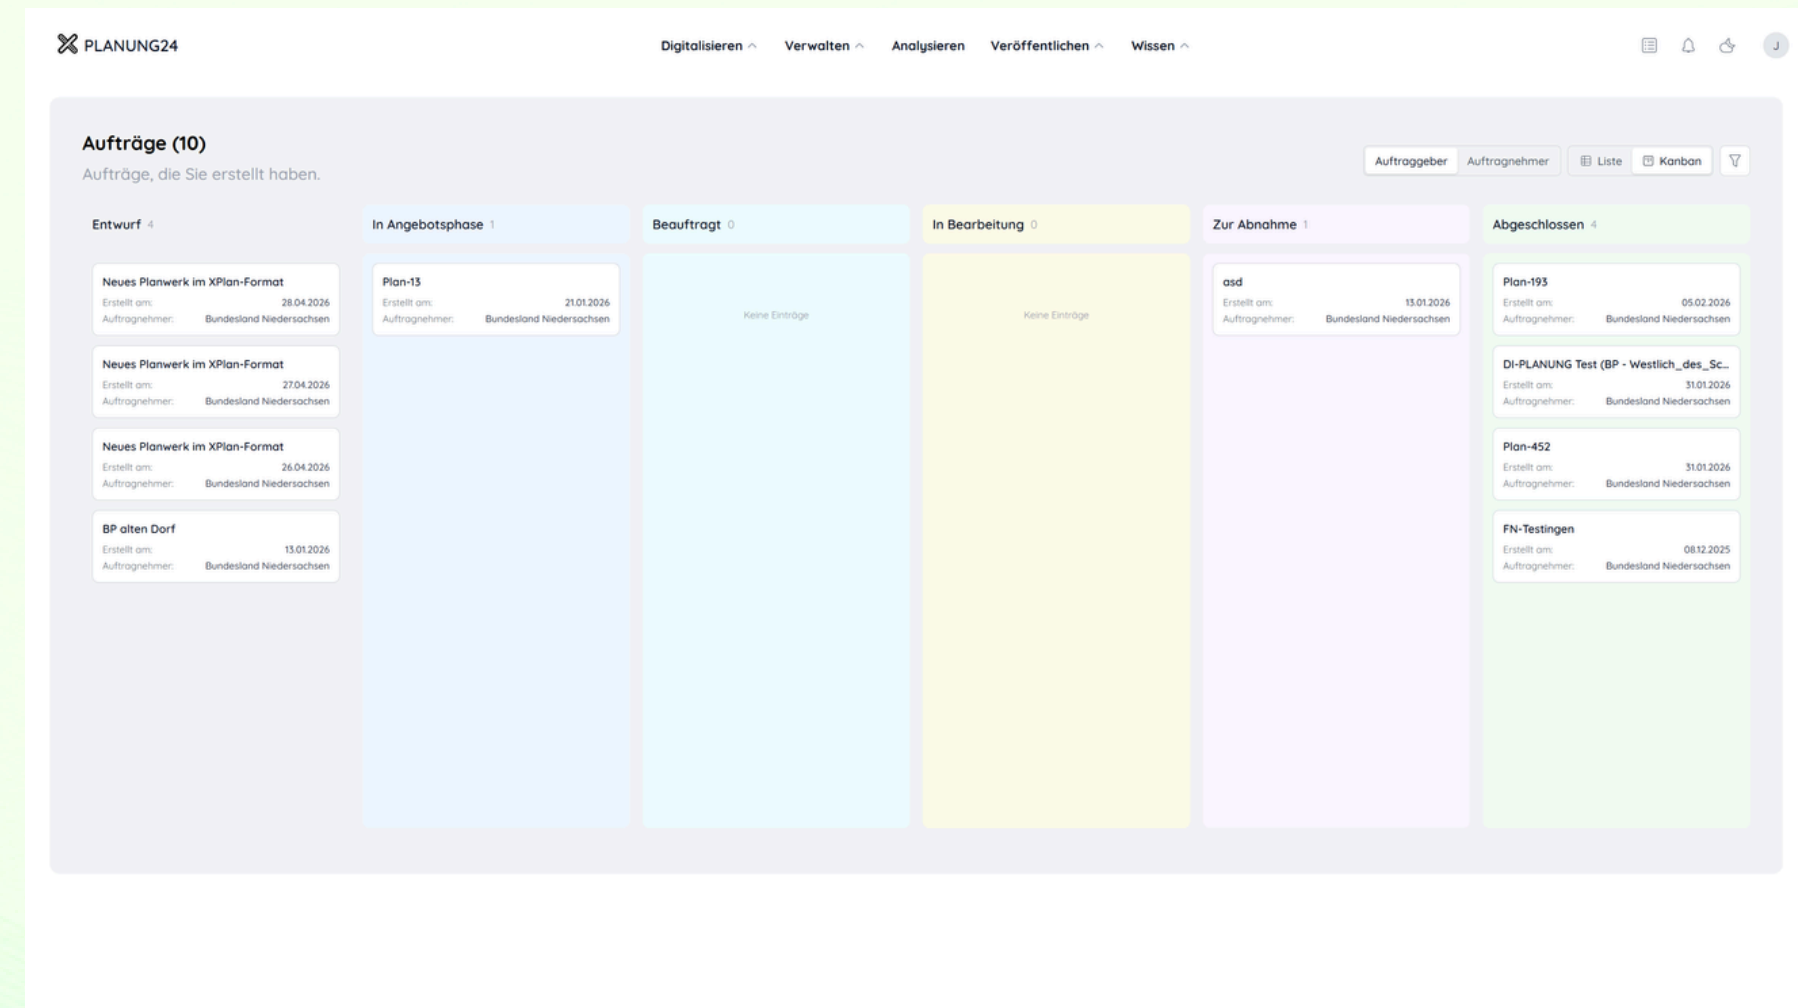 PLANUNG24
Digitalisieren Verwalten Analysieren Veröffentlichen Wissen
J
Aufträge (10)
Aufträge, die Sie erstellt haben.
Auftraggeber Auftragnehmer Liste Kanban
Entwurf 4
Neues Planwerk im XPlan-Format
Erstellt am: 28.04.2026
Auftragnehmer: Bundesland Niedersachsen
Neues Planwerk im XPlan-Format
Erstellt am: 27.04.2026
Auftragnehmer: Bundesland Niedersachsen
Neues Planwerk im XPlan-Format
Erstellt am: 26.04.2026
Auftragnehmer: Bundesland Niedersachsen
BP alten Dorf
Erstellt am: 13.01.2026
Auftragnehmer: Bundesland Niedersachsen
In Angebotsphase 1
Plan-13
Erstellt am: 21.01.2026
Auftragnehmer: Bundesland Niedersachsen
Beauftragt 0
Keine Einträge
In Bearbeitung 0
Keine Einträge
Zur Abnahme 1
asd
Erstellt am: 13.01.2026
Auftragnehmer: Bundesland Niedersachsen
Abgeschlossen 4
Plan-193
Erstellt am: 05.02.2026
Auftragnehmer: Bundesland Niedersachsen
DI-PLANUNG Test (BP - Westlich_des_Sc...
Erstellt am: 31.01.2026
Auftragnehmer: Bundesland Niedersachsen
Plan-452
Erstellt am: 31.01.2026
Auftragnehmer: Bundesland Niedersachsen
FN-Testingen
Erstellt am: 08.12.2025
Auftragnehmer: Bundesland Niedersachsen